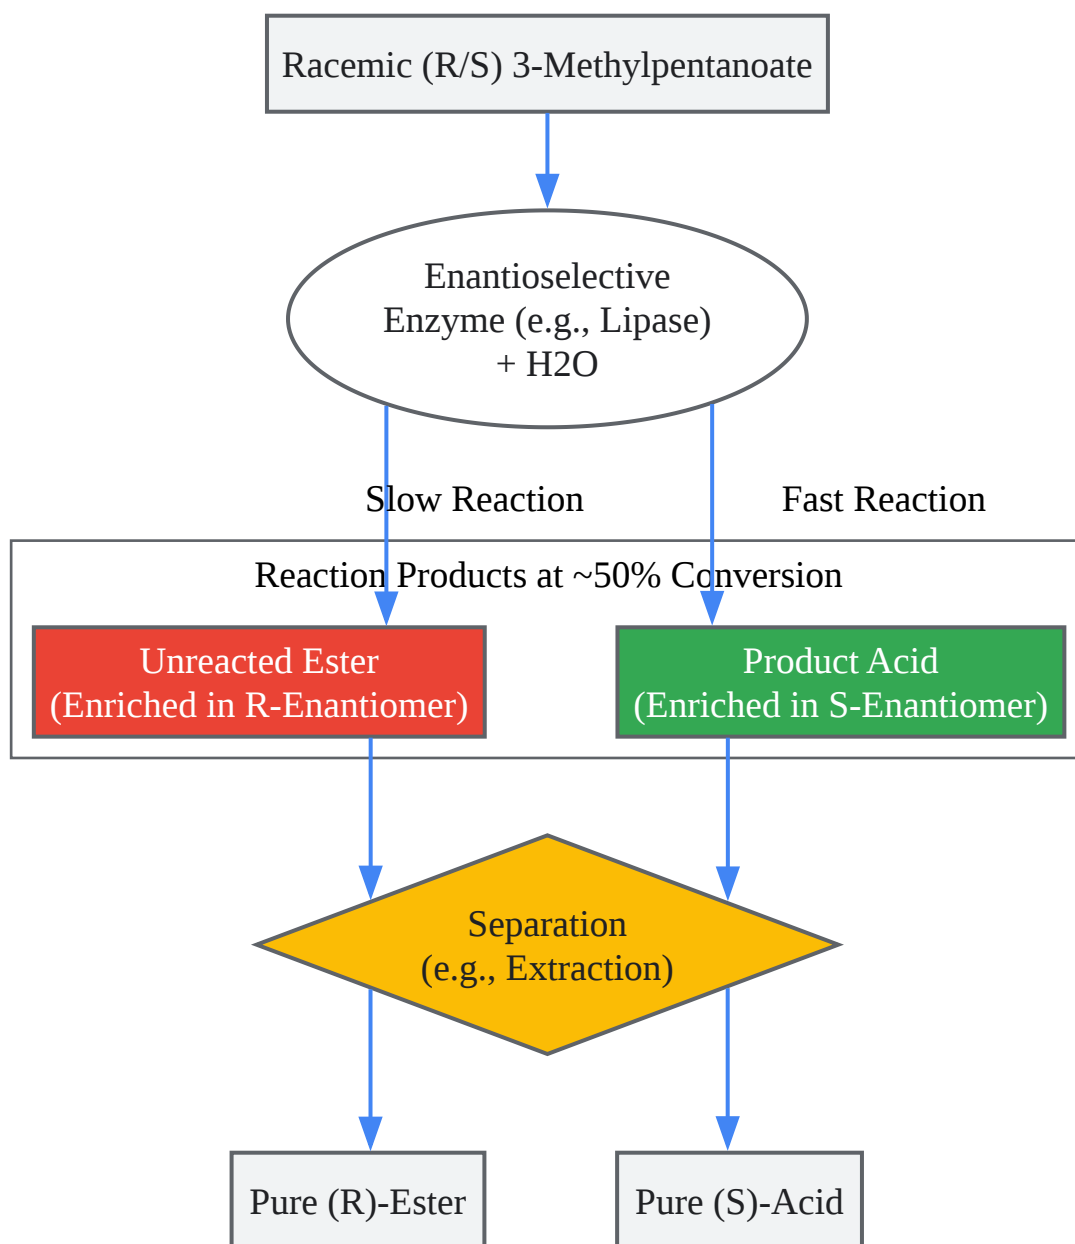 Racemic (R/S) 3-Methylpentanoate
Enantioselective
Enzyme (e.g., Lipase)
+ H2O
Slow Reaction
Fast Reaction
Reaction Products at ~50% Conversion
Unreacted Ester
(Enriched in R-Enantiomer)
Product Acid
(Enriched in S-Enantiomer)
Separation
(e.g., Extraction)
Pure (R)-Ester
Pure (S)-Acid